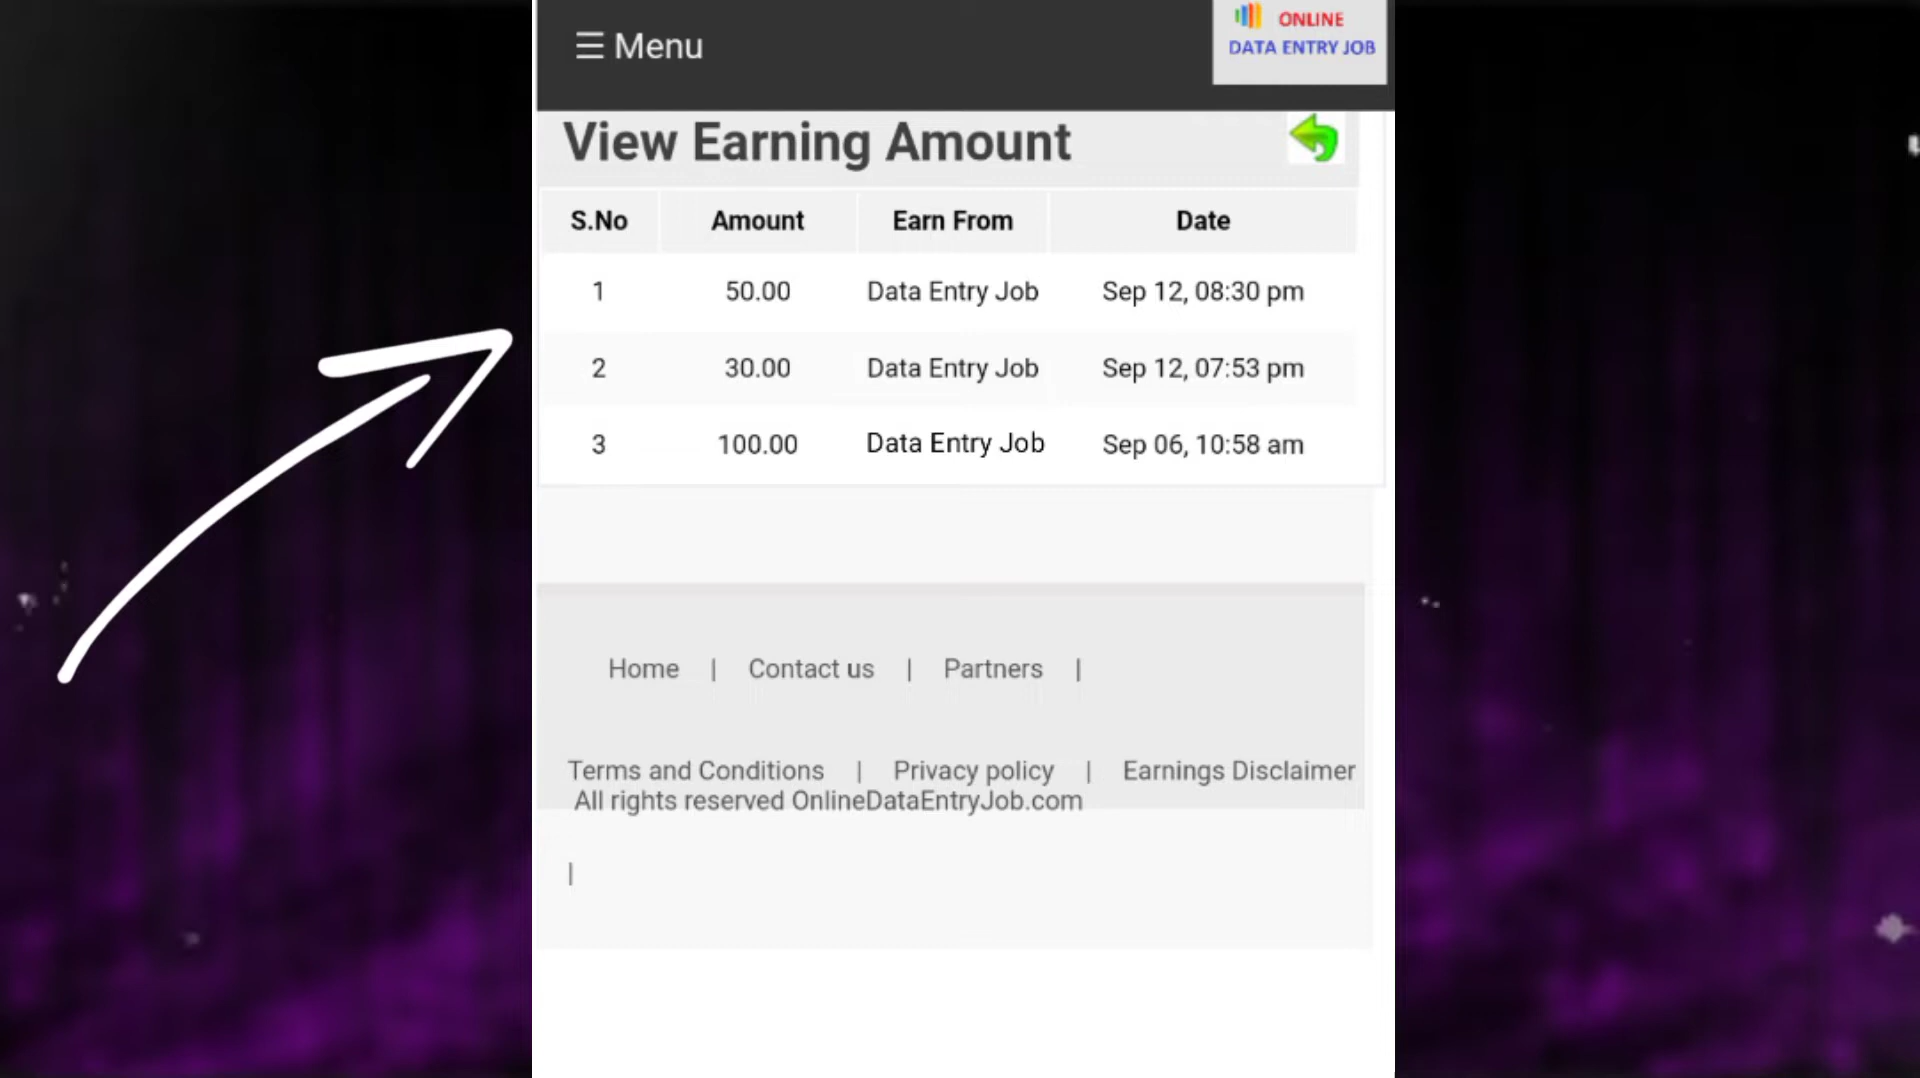 ☰ Menu
ONLINE
DATA ENTRY JOB
View Earning Amount
S.No Amount Earn From Date
1 50.00 Data Entry Job Sep 12, 08:30 pm
2 30.00 Data Entry Job Sep 12, 07:53 pm
3 100.00 Data Entry Job Sep 06, 10:58 am
Home | Contact us | Partners |
Terms and Conditions | Privacy policy | Earnings Disclaimer
All rights reserved OnlineDataEntryJob.com
|